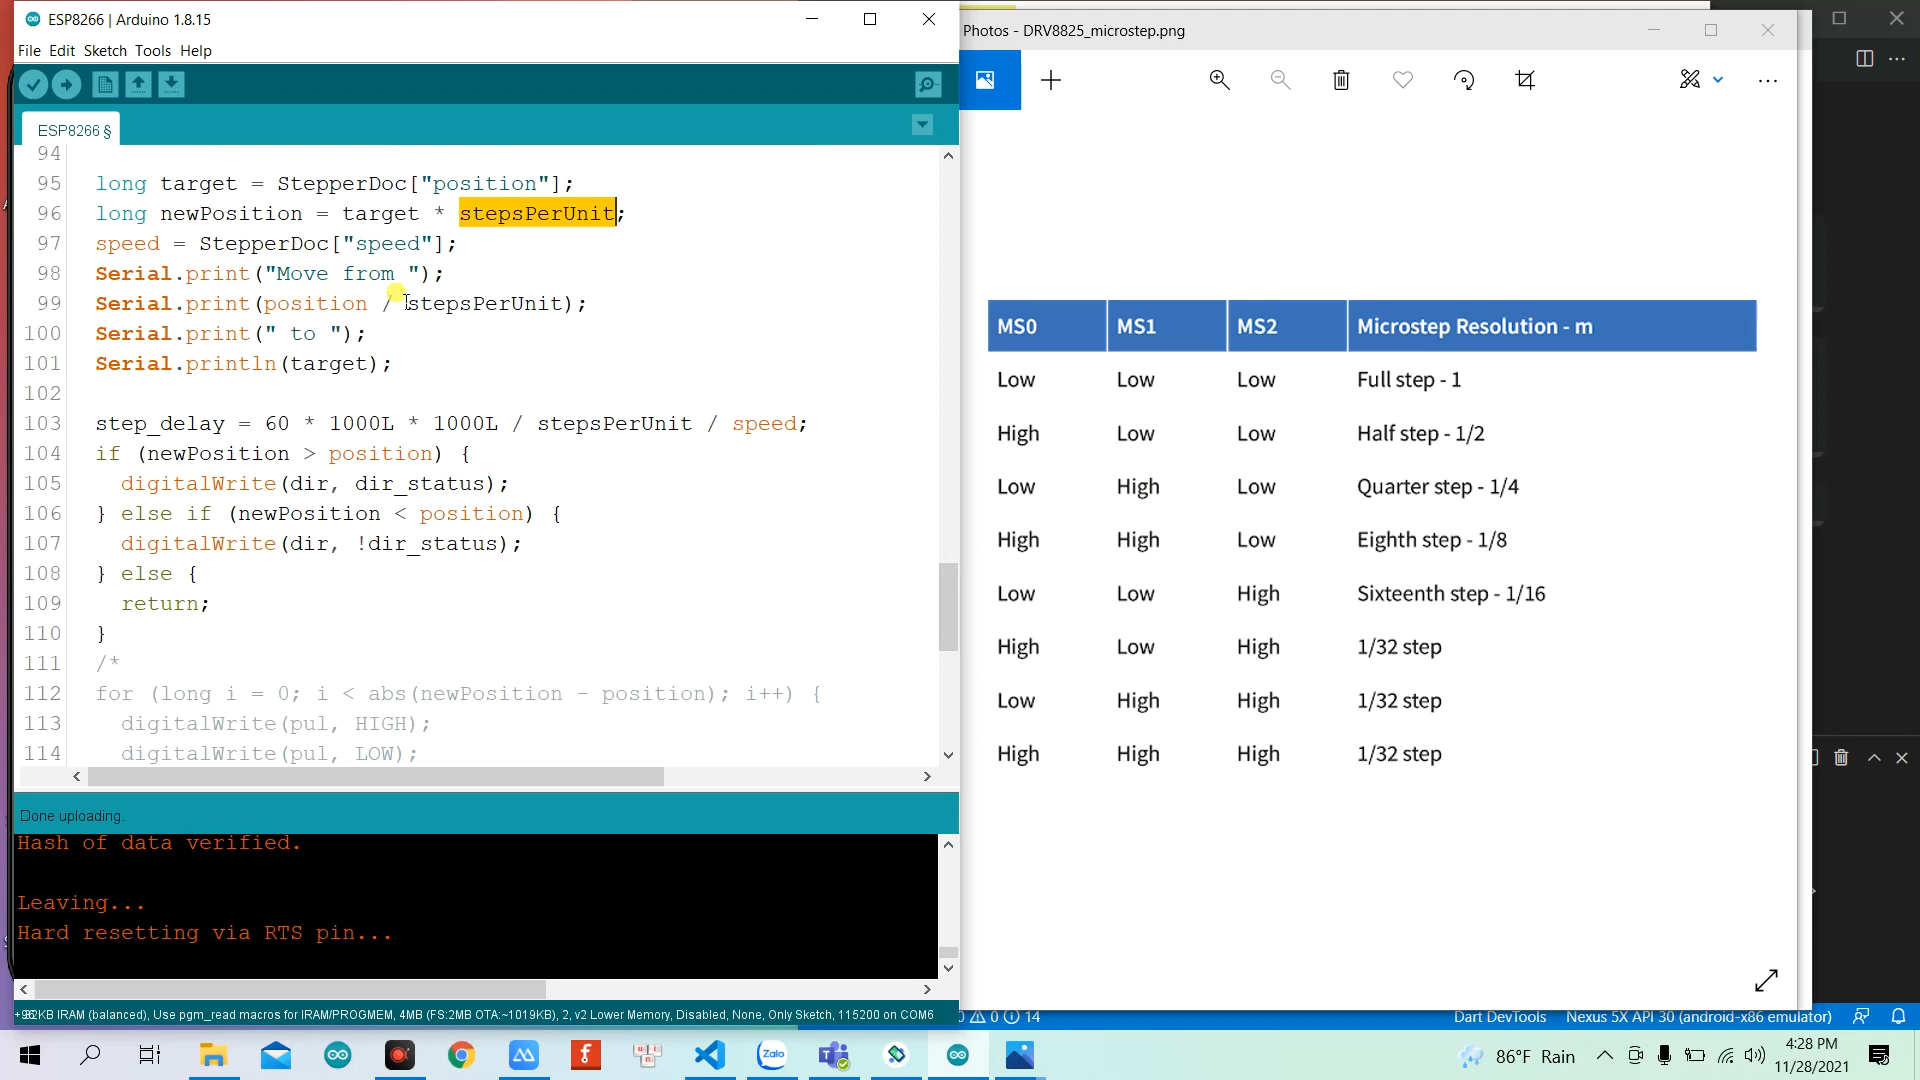 ESP8266 | Arduino 1.8.15
File Edit Sketch Tools Help
ESP8266 §
94
95 long target = StepperDoc["position"];
96 long newPosition = target * stepsPerUnit;
97 speed = StepperDoc["speed"];
98 Serial.print("Move from ");
99 Serial.print(position / stepsPerUnit);
100 Serial.print(" to ");
101 Serial.println(target);
102
103 step_delay = 60 * 1000L * 1000L / stepsPerUnit / speed;
104 if (newPosition > position) {
105 digitalWrite(dir, dir_status);
106 } else if (newPosition < position) {
107 digitalWrite(dir, !dir_status);
108 } else {
109 return;
110 }
111 /*
112 for (long i = 0; i < abs(newPosition - position); i++) {
113 digitalWrite(pul, HIGH);
114 digitalWrite(pul, LOW);
Done uploading.
Hash of data verified.
Leaving...
Hard resetting via RTS pin...
KB IRAM (balanced), Use pgm_read macros for IRAM/PROGMEM, 4MB (FS:2MB OTA:~1019KB), 2, v2 Lower Memory, Disabled, None, Only Sketch, 115200 on COM6
Photos - DRV8825_microstep.png
MS0 MS1 MS2 Microstep Resolution - m
Low Low Low Full step - 1
High Low Low Half step - 1/2
Low High Low Quarter step - 1/4
High High Low Eighth step - 1/8
Low Low High Sixteenth step - 1/16
High Low High 1/32 step
Low High High 1/32 step
High High High 1/32 step
0 14 Dart DevTools Nexus 5X API 30 (android-x86 emulator)
Zalo
86°F Rain
4:28 PM
11/28/2021